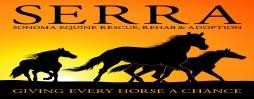 SERRA
SONOMA EQUINE RESCUE, REHAB & ADOPTION
GIVING EVERY HORSE A CHANCE